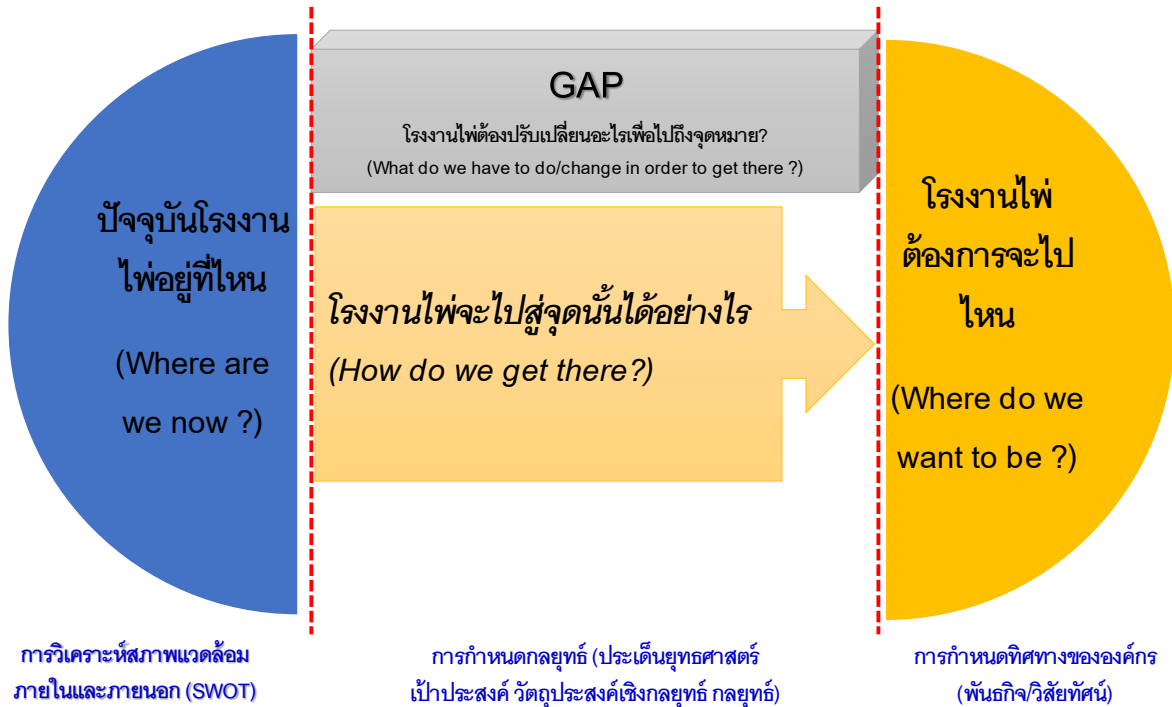 GAP
โรงงานไพ่ต้องปรับเปลี่ยนอะไรเพื่อไปถึงจุดหมาย?
(What do we have to do/change in order to get there ?)
ปัจจุบันโรงงาน
ไพ่อยู่ที่ไหน
(Where are
we now ?)
โรงงานไพ่จะไปสู่จุดนั้นได้อย่างไร
(How do we get there?)
โรงงานไพ่
ต้องการจะไป
ไหน
(Where do we
want to be ?)
การวิเคราะห์สภาพแวดล้อม
ภายในและภายนอก (SWOT)
การกำหนดกลยุทธ์ (ประเด็นยุทธศาสตร์
เป้าประสงค์ วัตถุประสงค์เชิงกลยุทธ์ กลยุทธ์)
การกำหนดทิศทางขององค์กร
(พันธกิจ/วิสัยทัศน์)